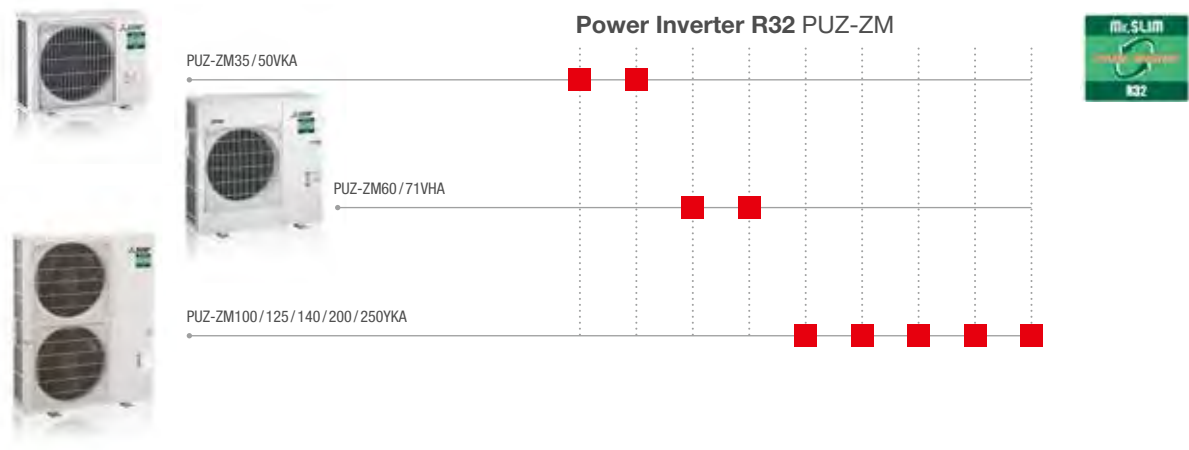 Power Inverter R32 PUZ-ZM
Mr.SLIM
R32
PUZ-ZM35/50VKA
PUZ-ZM60/71VHA
PUZ-ZM100/125/140/200/250YKA